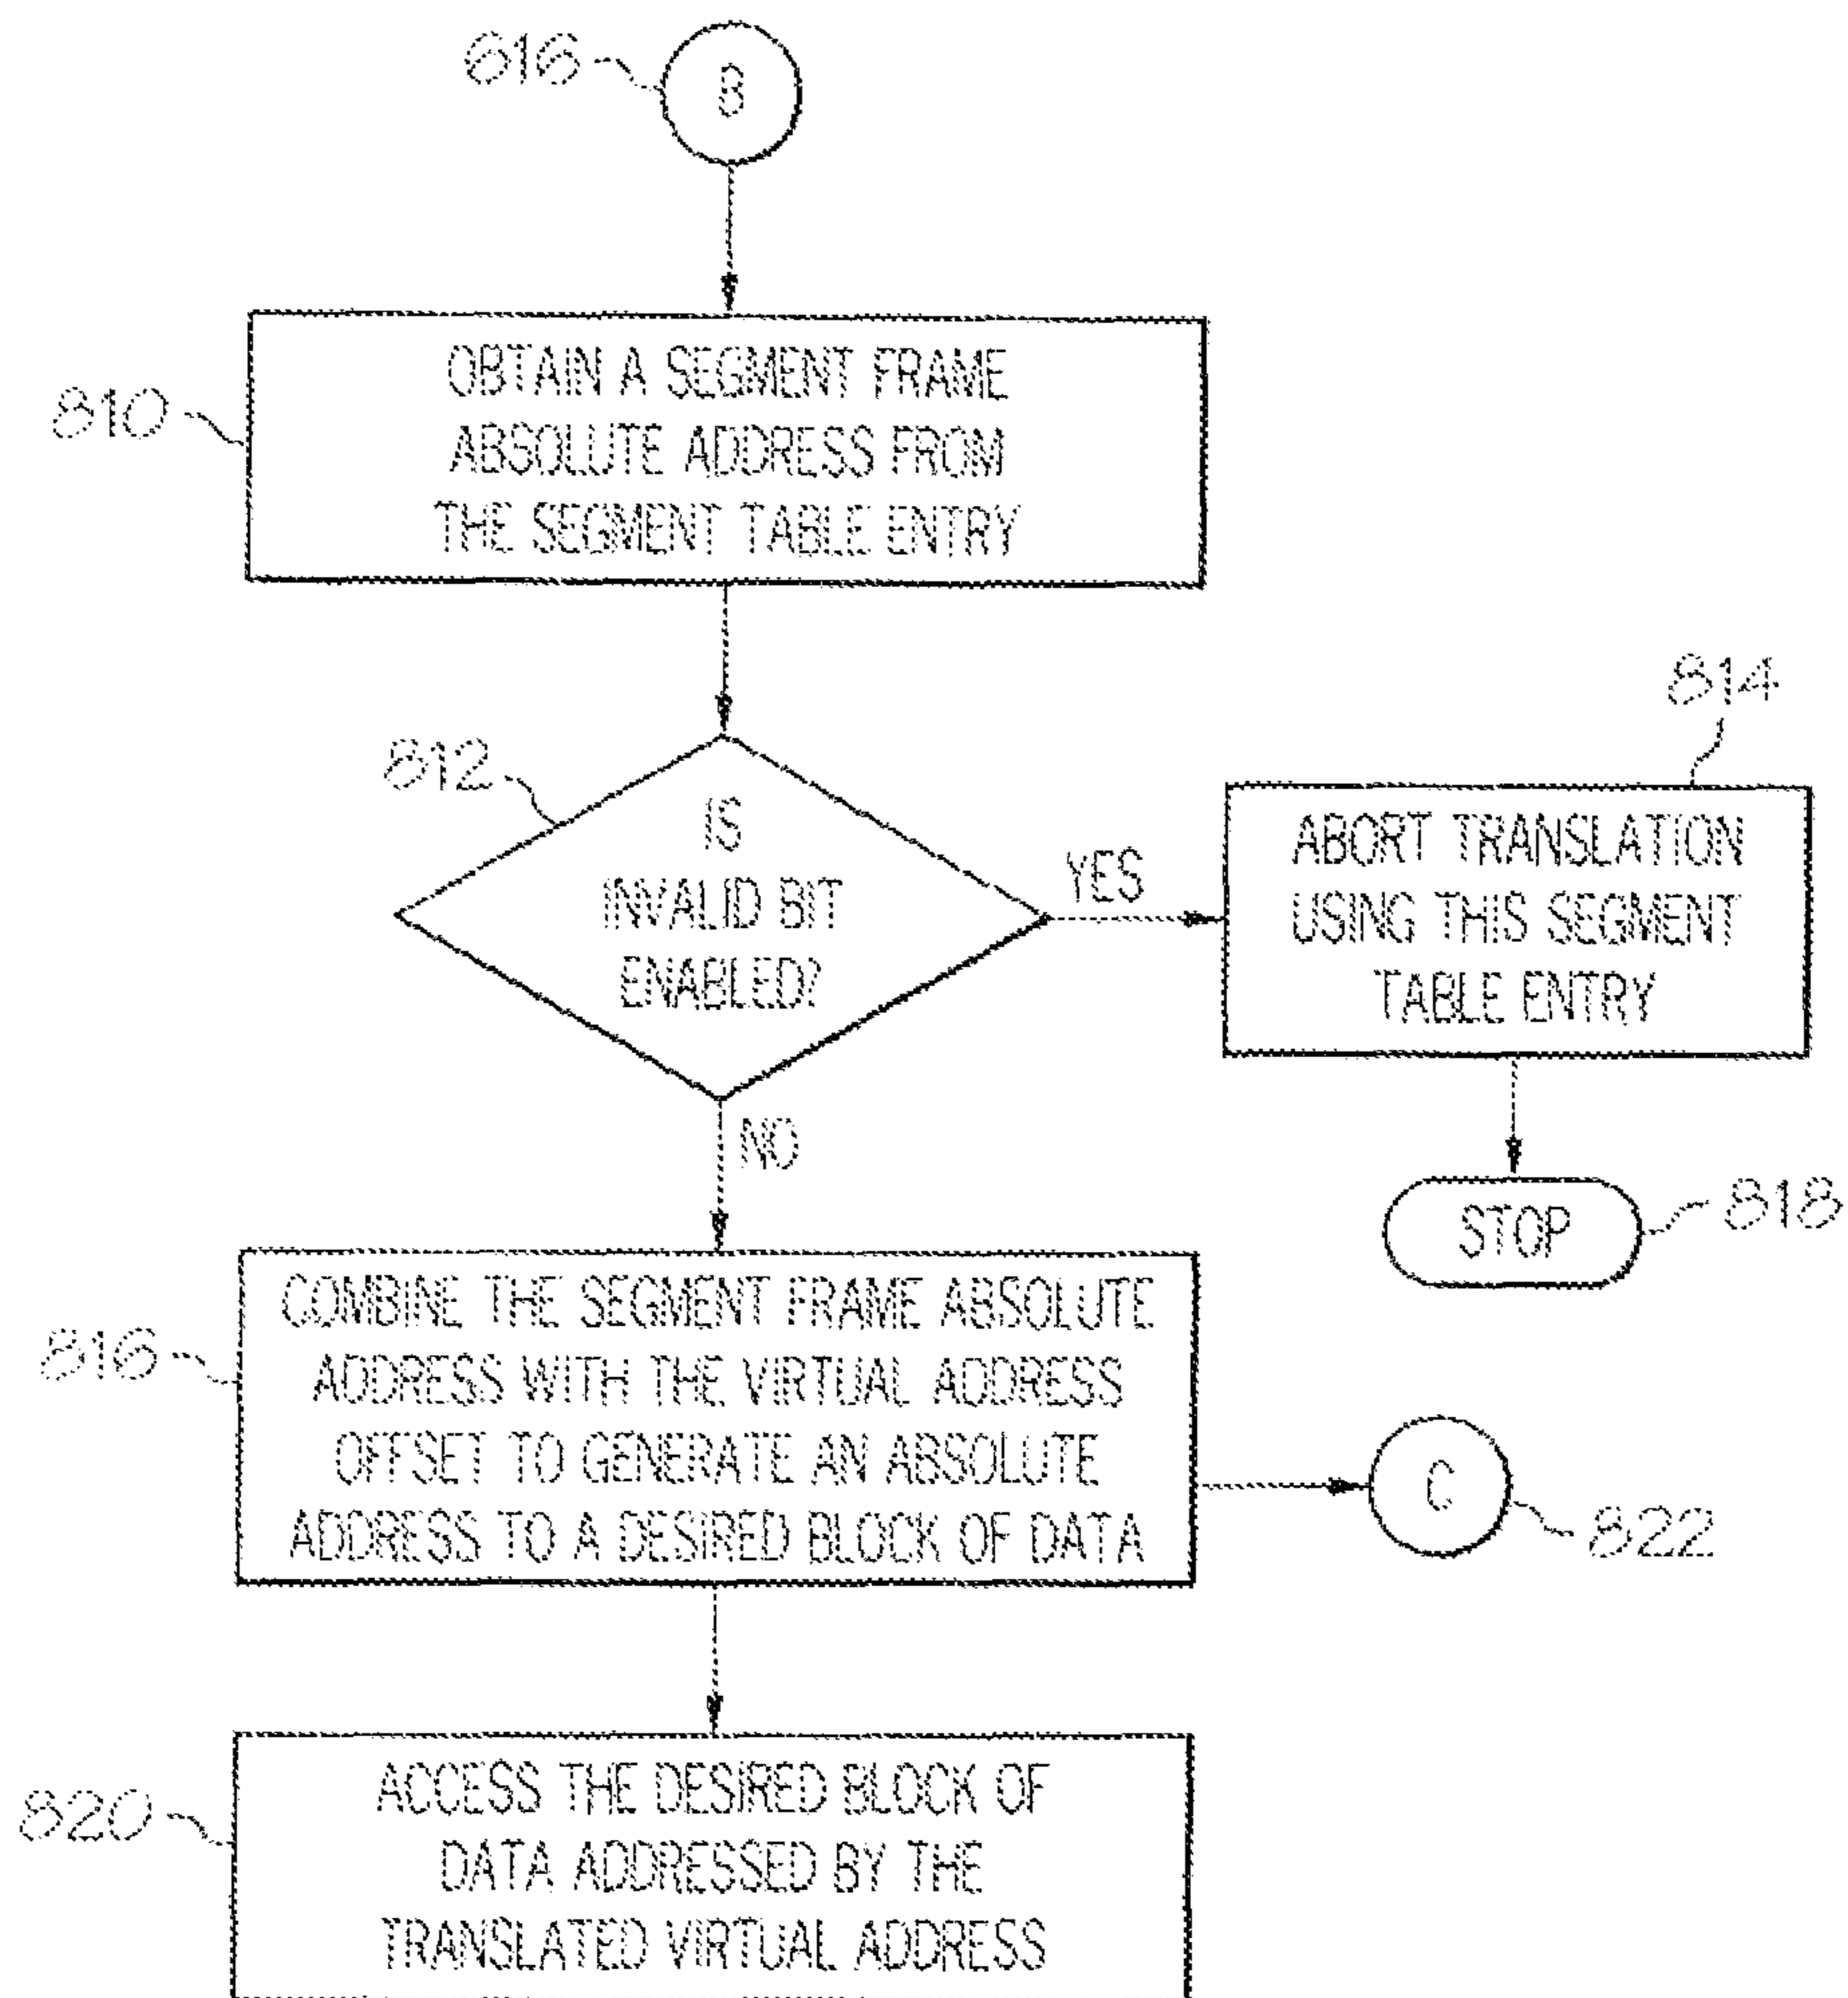 616
B
OBTAIN A SEGMENT FRAME
ABSOLUTE ADDRESS FROM
THE SEGMENT TABLE ENTRY
810
812
IS
INVALID BIT
ENABLED?
YES
814
ABORT TRANSLATION
USING THIS SEGMENT
TABLE ENTRY
NO
STOP
818
COMBINE THE SEGMENT FRAME ABSOLUTE
ADDRESS WITH THE VIRTUAL ADDRESS
OFFSET TO GENERATE AN ABSOLUTE
ADDRESS TO A DESIRED BLOCK OF DATA
816
C
822
ACCESS THE DESIRED BLOCK OF
DATA ADDRESSED BY THE
TRANSLATED VIRTUAL ADDRESS
820